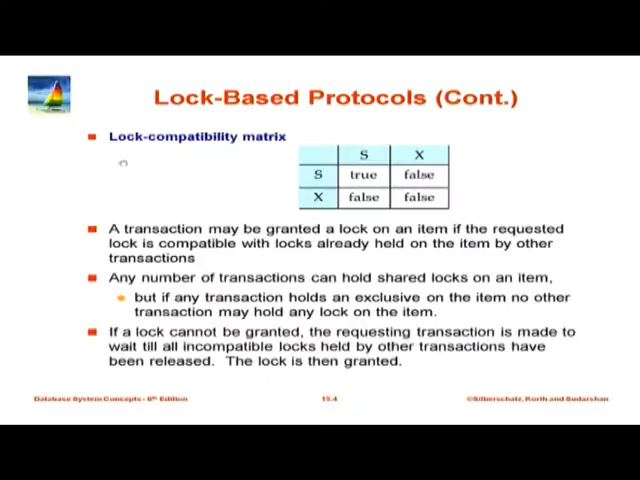 Lock-Based Protocols (Cont.)
Lock-compatibility matrix
S X
S true false
X false false
A transaction may be granted a lock on an item if the requested
lock is compatible with locks already held on the item by other
transactions
Any number of transactions can hold shared locks on an item,
but if any transaction holds an exclusive on the item no other
transaction may hold any lock on the item.
If a lock cannot be granted, the requesting transaction is made to
wait till all incompatible locks held by other transactions have
been released. The lock is then granted.
Database System Concepts - 6th Edition 15.4 ©Silberschatz, Korth and Sudarshan